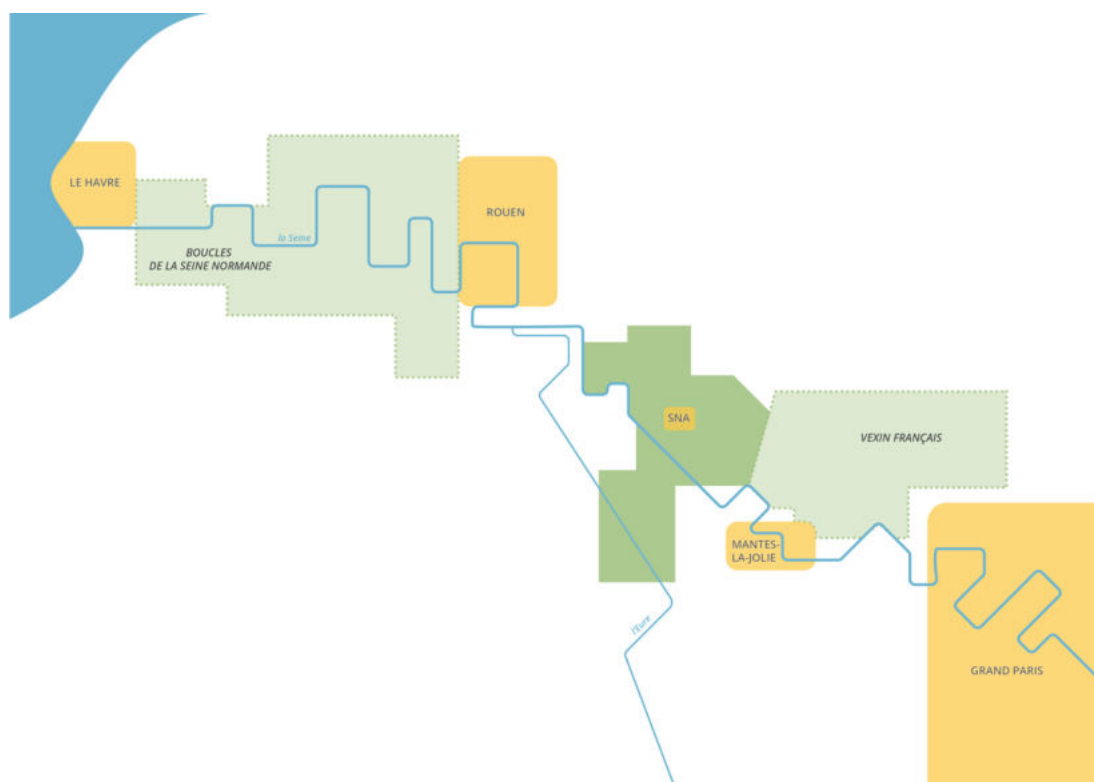 LE HAVRE
ROUEN
la Seine
BOUCLES
DE LA SEINE NORMANDE
SNA
VEXIN FRANÇAIS
MANTES-
LA-JOLIE
l'Eure
GRAND PARIS